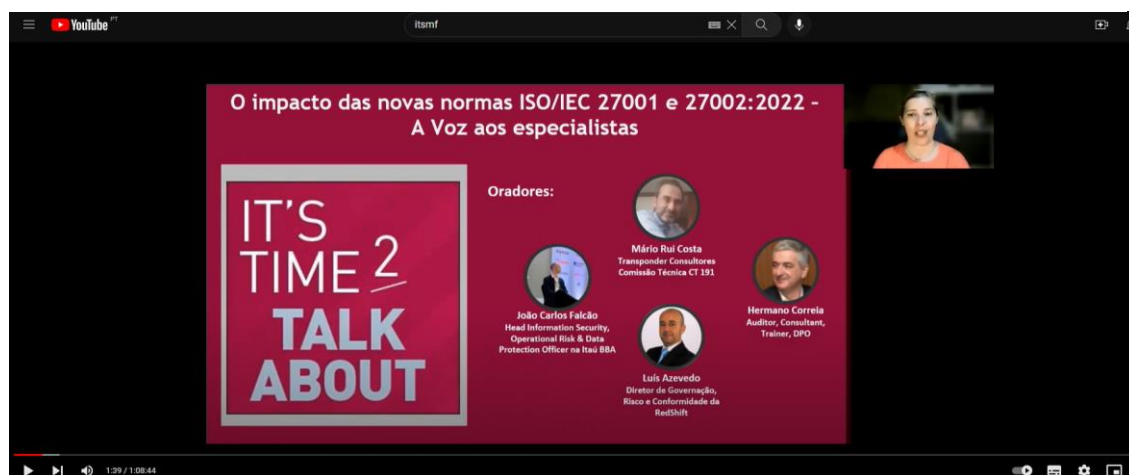 YouTube PT
itsmf
O impacto das novas normas ISO/IEC 27001 e 27002:2022 –
A Voz aos especialistas
IT'S
TIME 2
TALK
ABOUT
Oradores:
Mário Rui Costa
Transponder Consultores
Comissão Técnica CT 191
João Carlos Falcão
Head Information Security,
Operational Risk & Data
Protection Officer na Itaú BBA
Hermano Correia
Auditor, Consultant,
Trainer, DPO
Luís Azevedo
Diretor de Governação,
Risco e Conformidade da
RedShift
1:39 / 1:08:44